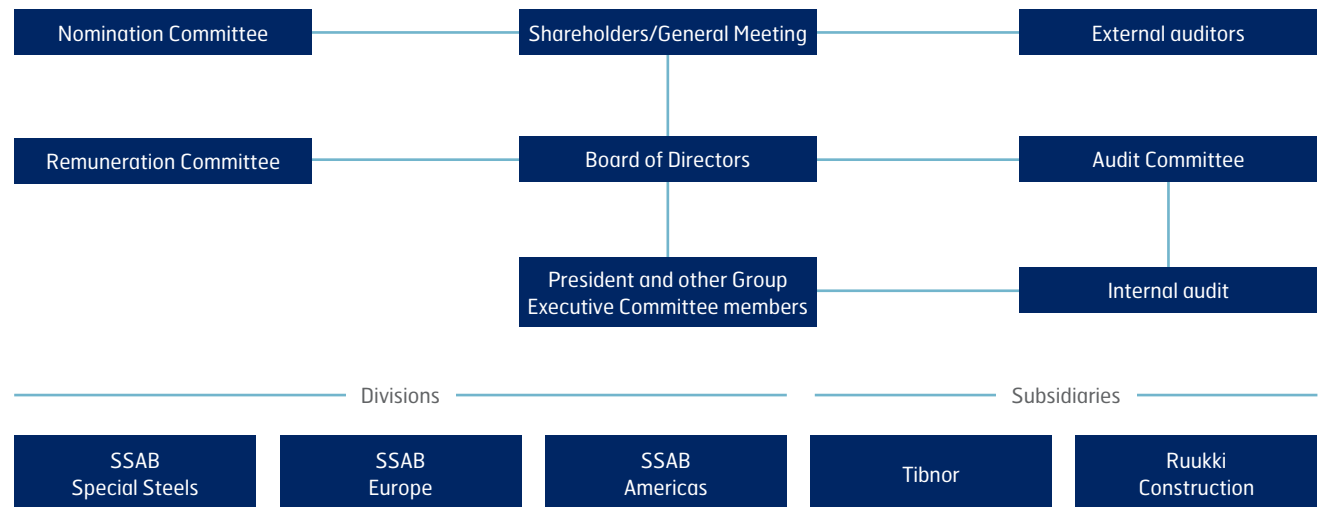 Nomination Committee
Shareholders/General Meeting
External auditors
Remuneration Committee
Board of Directors
Audit Committee
President and other Group
Executive Committee members
Internal audit
Divisions
Subsidiaries
SSAB
Special Steels
SSAB
Europe
SSAB
Americas
Tibnor
Ruukki
Construction